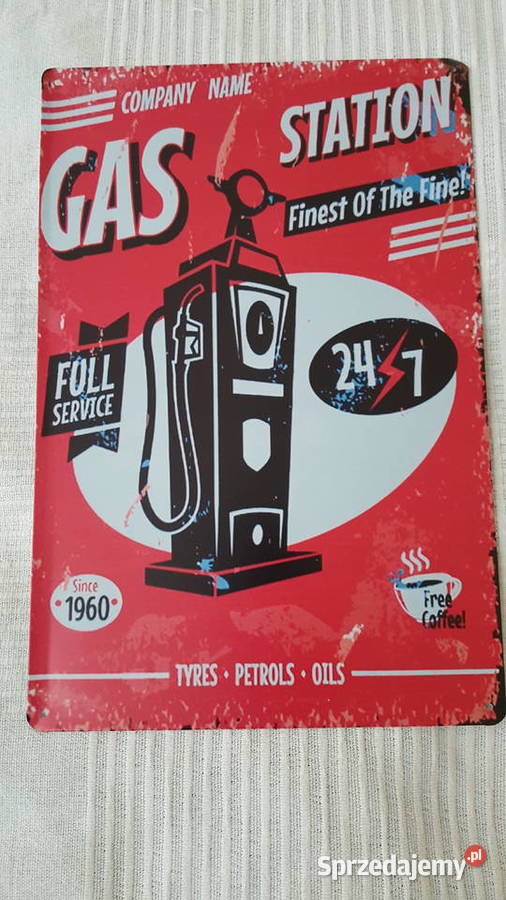 COMPANY NAME
GAS STATION
Finest Of The Fine!
FULL
SERVICE
24 7
Since
1960
Free
Coffee!
TYRES • PETROLS • OILS
Sprzedajemy.pl